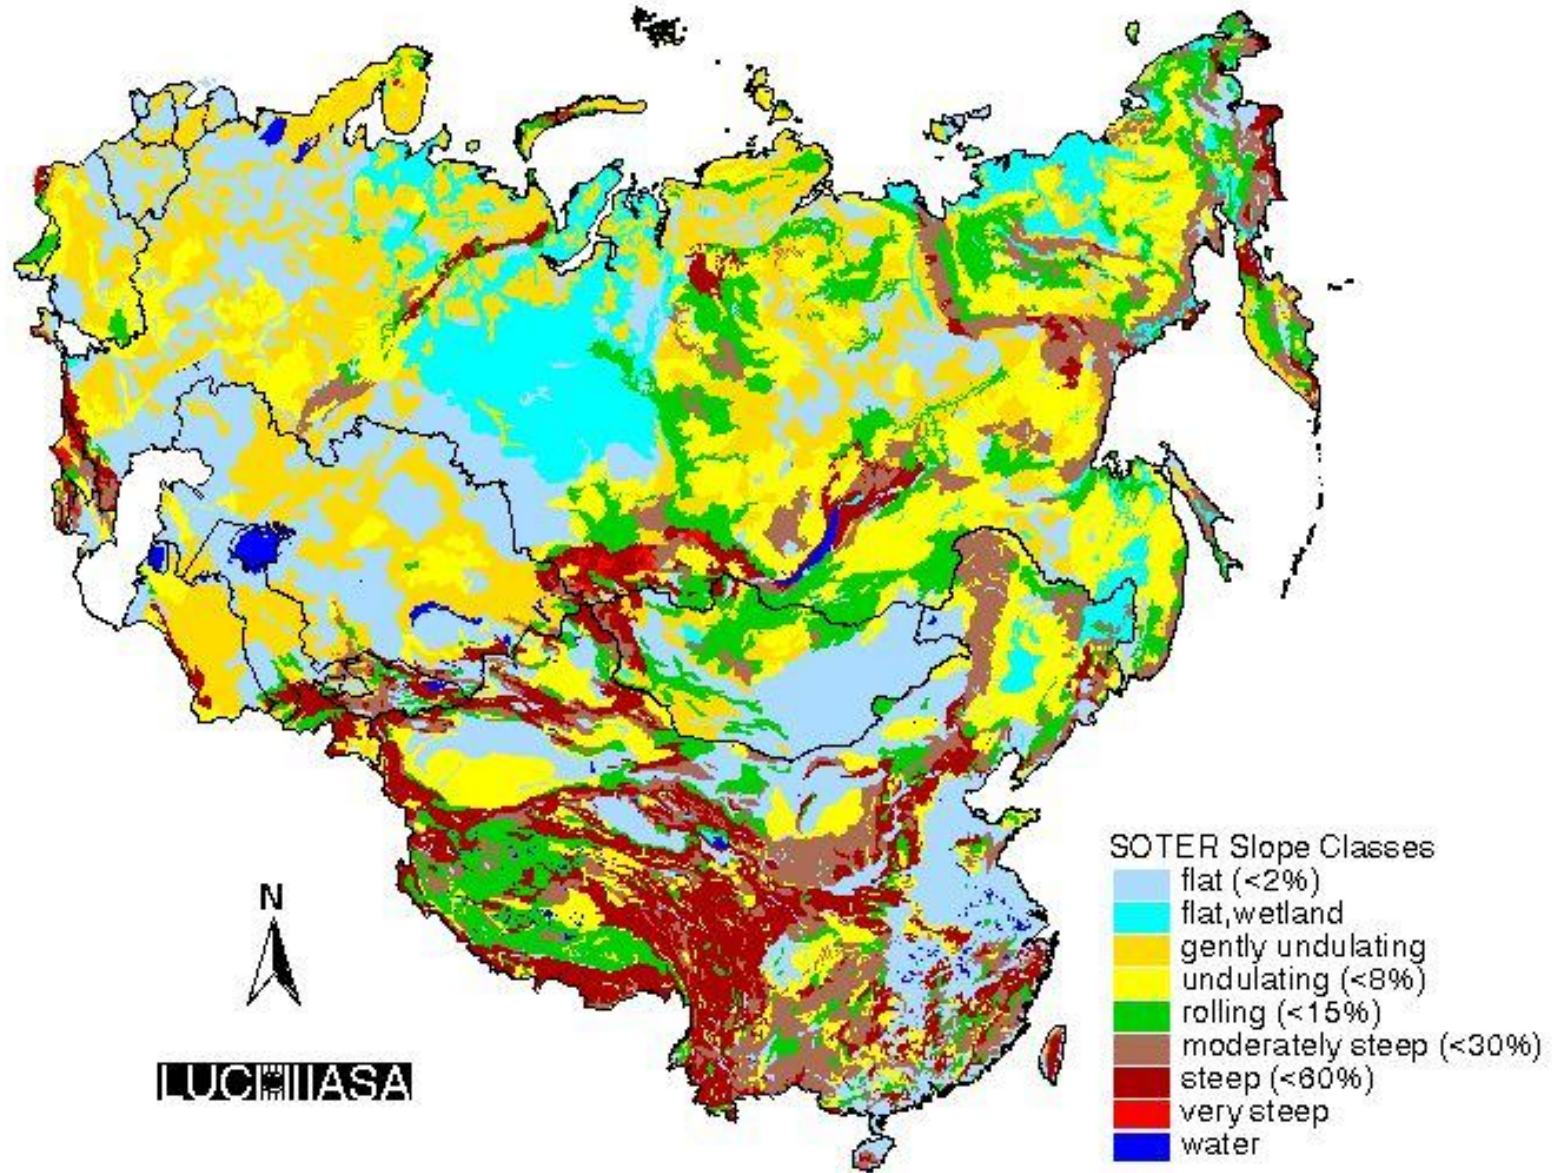 SOTER Slope Classes
flat (<2%)
flat,wetland
gently undulating
undulating (<8%)
rolling (<15%)
moderately steep (<30%)
steep (<60%)
very steep
water
N
LUC IIASA